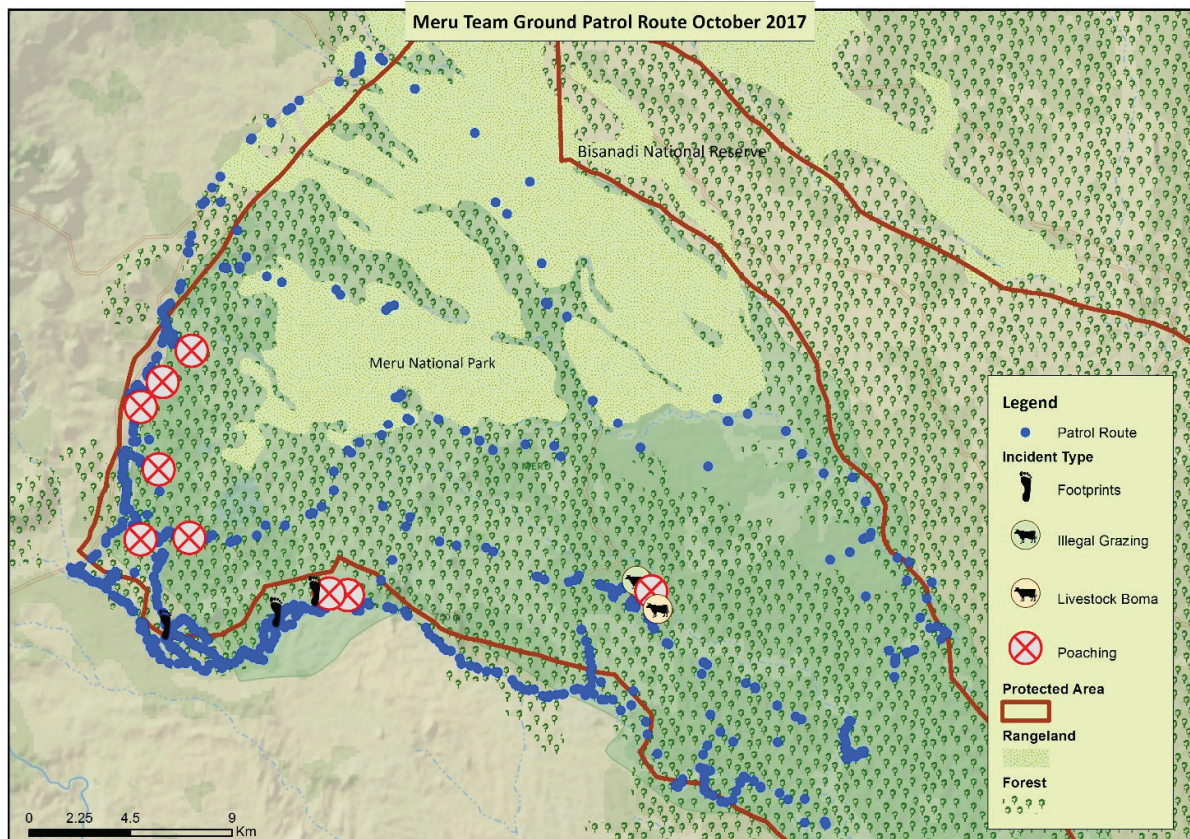 Meru Team Ground Patrol Route October 2017
Bisanadi National Reserve
Meru National Park
MERU
Legend
Patrol Route
Incident Type
Footprints
Illegal Grazing
Livestock Boma
Poaching
Protected Area
Rangeland
Forest
0 2.25 4.5 9
Km